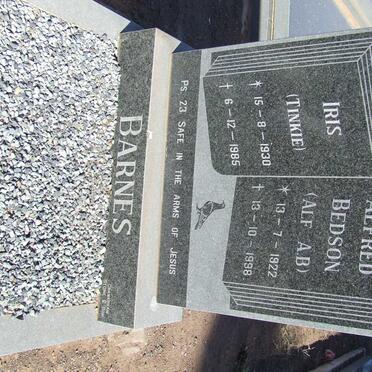 IRIS
(TINKIE)
* 15-8-1930
† 6-12-1985
ALFRED
BEDSON
(ALF A.B)
* 13-7-1922
† 13-10-1998
PS 23 SAFE IN THE ARMS OF JESUS
BARNES